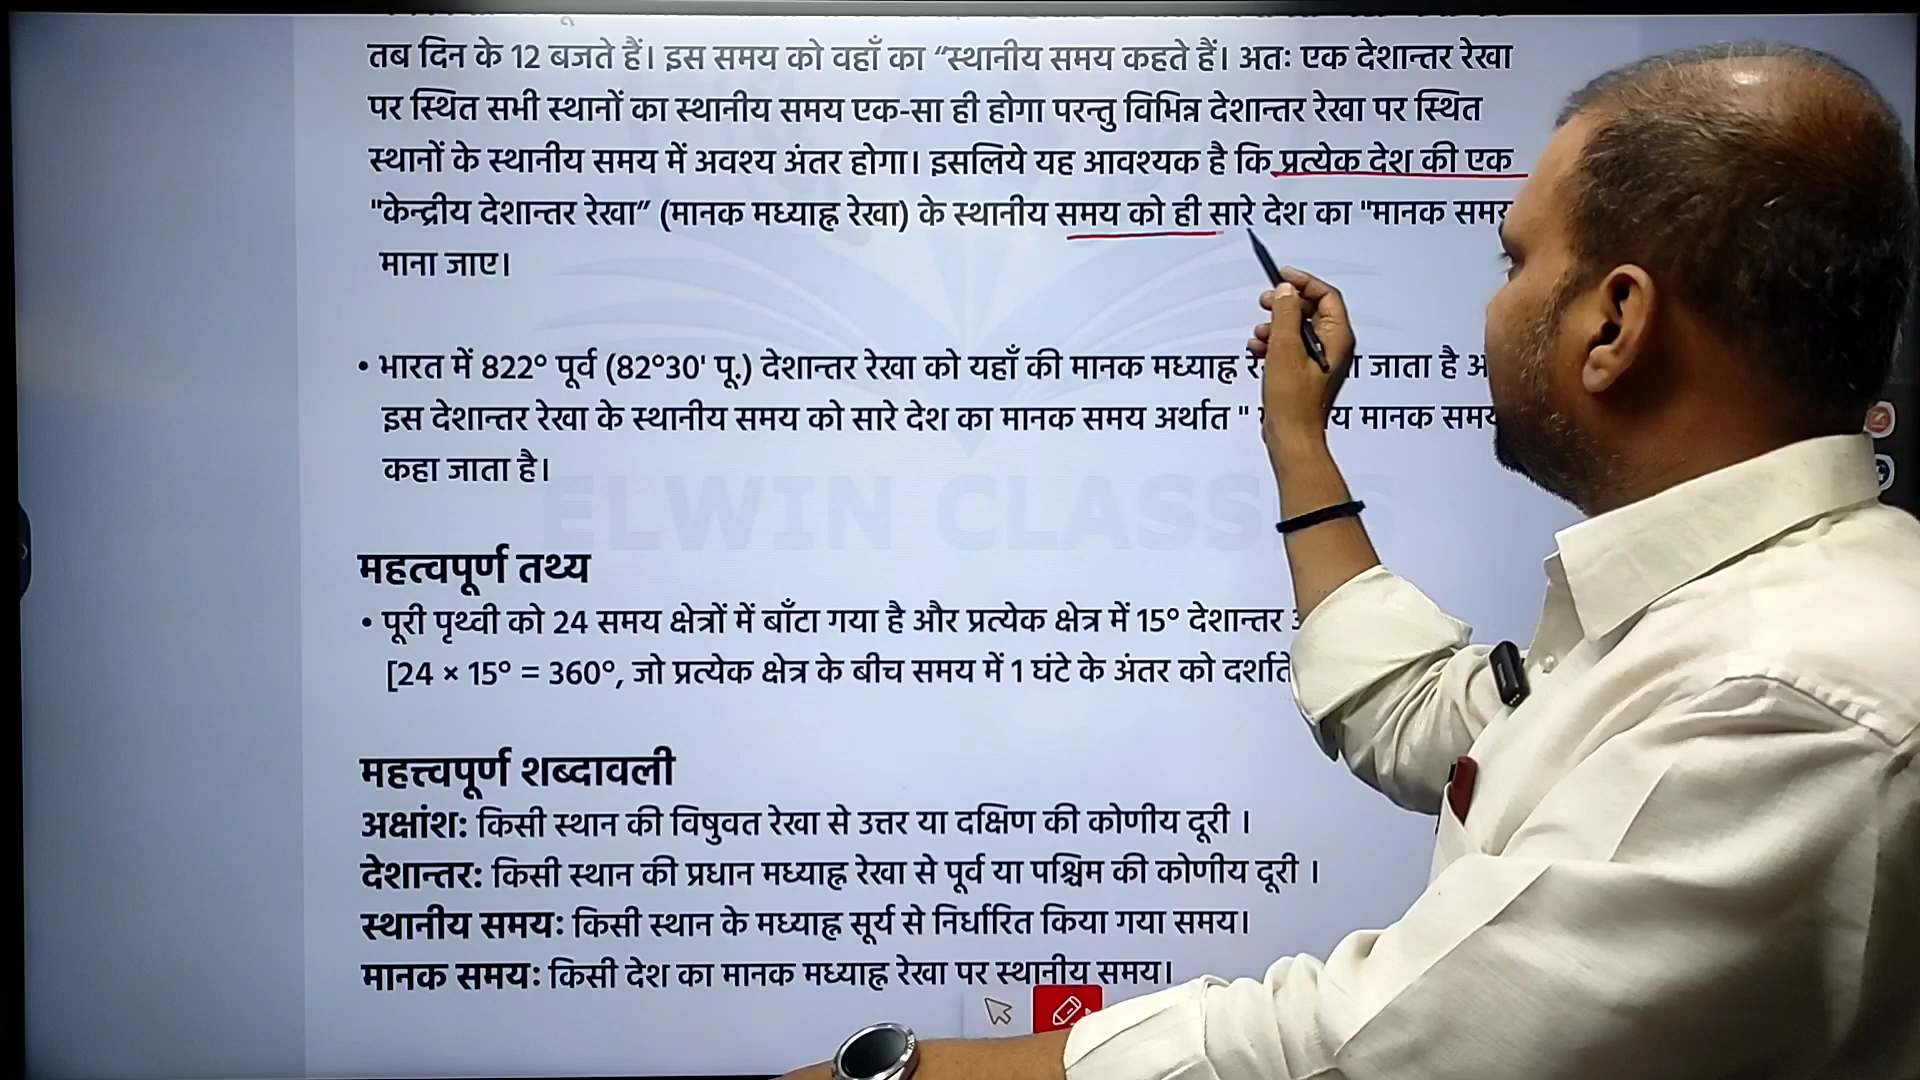 तब दिन के 12 बजते हैं। इस समय को वहाँ का “स्थानीय समय कहते हैं। अतः एक देशान्तर रेखा
पर स्थित सभी स्थानों का स्थानीय समय एक-सा ही होगा परन्तु विभिन्न देशान्तर रेखा पर स्थित
स्थानों के स्थानीय समय में अवश्य अंतर होगा। इसलिये यह आवश्यक है कि प्रत्येक देश की एक
"केन्द्रीय देशान्तर रेखा” (मानक मध्याह्न रेखा) के स्थानीय समय को ही सारे देश का "मानक
माना जाए।
• भारत में 822° पूर्व (82°30' पू.) देशान्तर रेखा को यहाँ की मानक मध्याह्न जाता है
इस देशान्तर रेखा के स्थानीय समय को सारे देश का मानक समय अर्थात " मानक समय
कहा जाता है।
ELWIN CLASSES
महत्वपूर्ण तथ्य
• पूरी पृथ्वी को 24 समय क्षेत्रों में बाँटा गया है और प्रत्येक क्षेत्र में 15° देशान्तर
[24 × 15° = 360°, जो प्रत्येक क्षेत्र के बीच समय में 1 घंटे के अंतर को दर्शाते
महत्त्वपूर्ण शब्दावली
अक्षांश: किसी स्थान की विषुवत रेखा से उत्तर या दक्षिण की कोणीय दूरी ।
देशान्तर: किसी स्थान की प्रधान मध्याह्न रेखा से पूर्व या पश्चिम की कोणीय दूरी ।
स्थानीय समय: किसी स्थान के मध्याह्न सूर्य से निर्धारित किया गया समय।
मानक समय: किसी देश का मानक मध्याह्न रेखा पर स्थानीय समय।